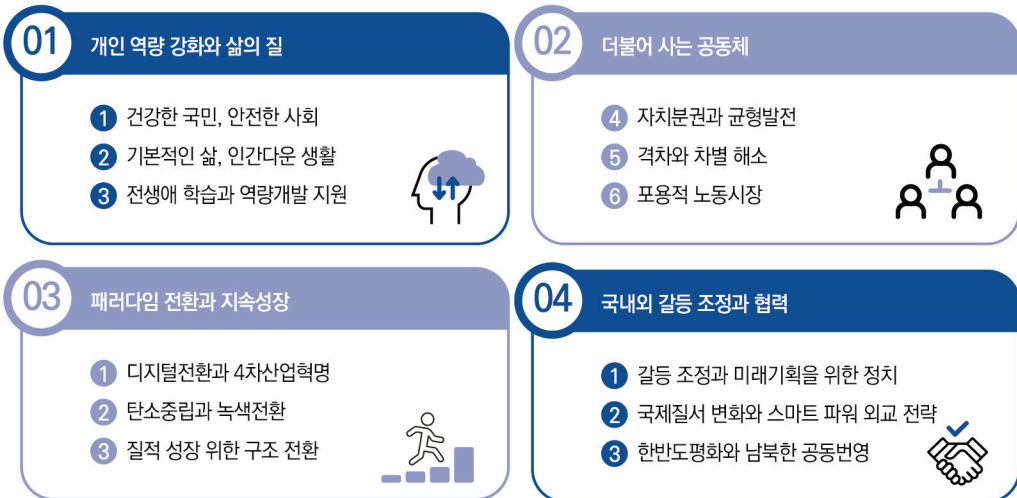 01 개인 역량 강화와 삶의 질
1 건강한 국민, 안전한 사회
2 기본적인 삶, 인간다운 생활
3 전생애 학습과 역량개발 지원
02 더불어 사는 공동체
4 자치분권과 균형발전
5 격차와 차별 해소
6 포용적 노동시장
03 패러다임 전환과 지속성장
1 디지털전환과 4차산업혁명
2 탄소중립과 녹색전환
3 질적 성장 위한 구조 전환
04 국내외 갈등 조정과 협력
1 갈등 조정과 미래기획을 위한 정치
2 국제질서 변화와 스마트 파워 외교 전략
3 한반도평화와 남북한 공동번영